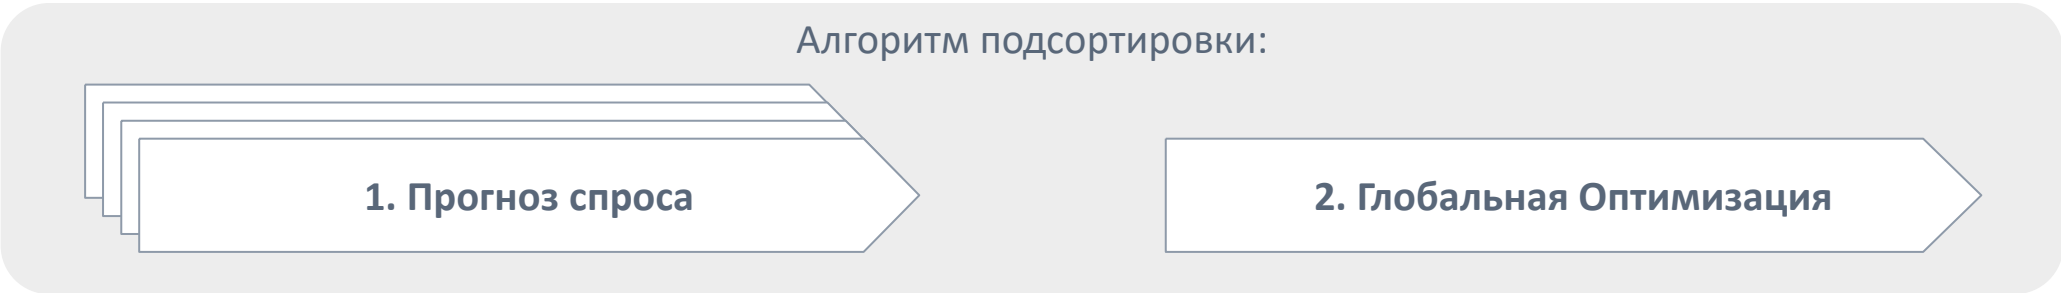 Алгоритм подсортировки:
1. Прогноз спроса
2. Глобальная Оптимизация